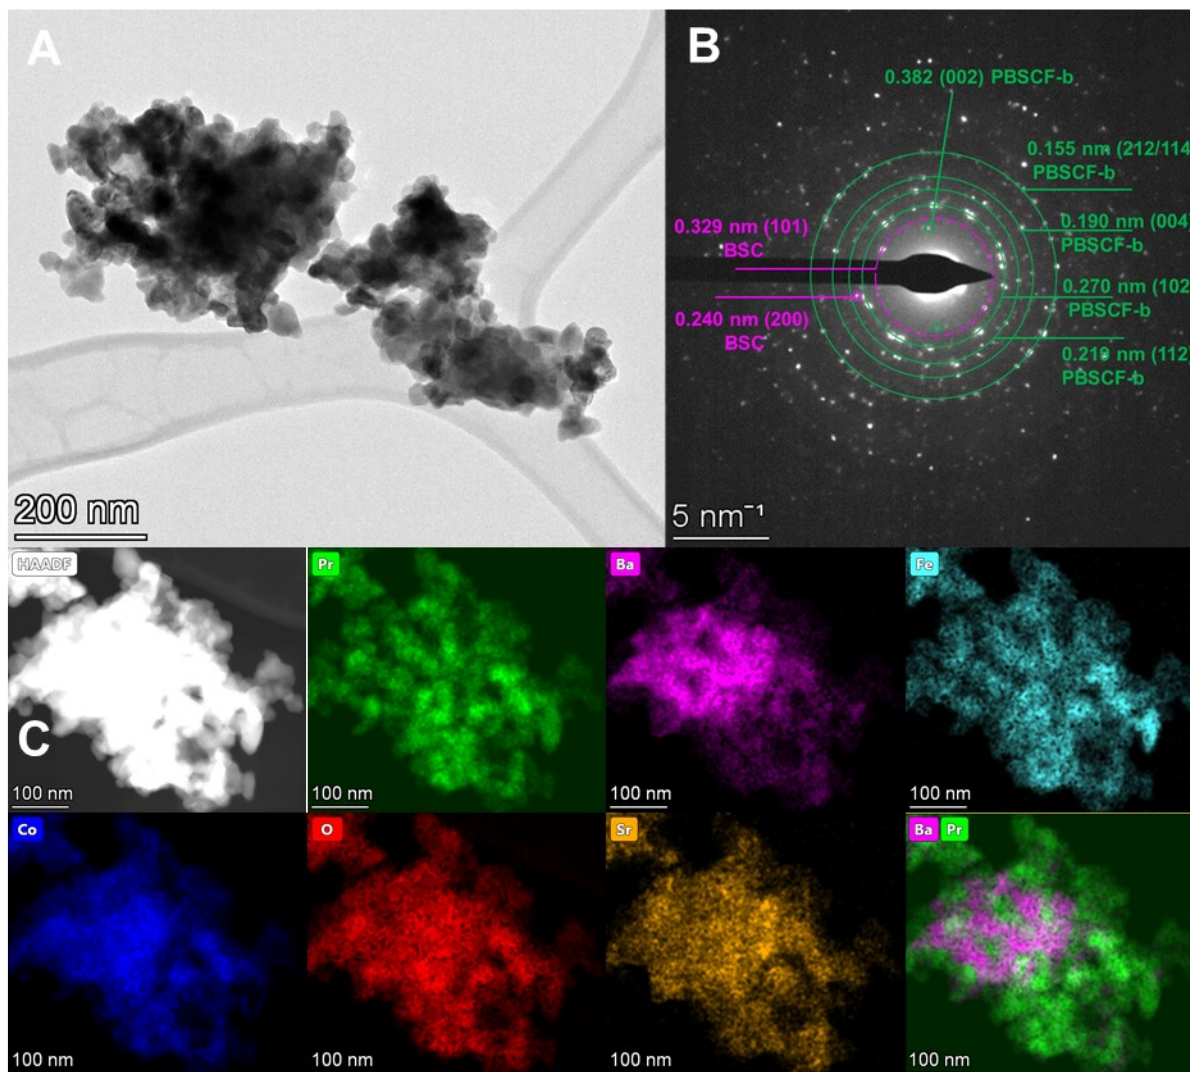 A
B
0.382 (002) PBSCF-b
0.155 nm (212/114
PBSCF-b
0.329 nm (101)
BSC
0.190 nm (004)
PBSCF-b
0.270 nm (102
PBSCF-b
0.240 nm (200)
BSC
0.219 nm (112)
PBSCF-b
200 nm
5 nm⁻¹
HAADF
Pr
Ba
Fe
C
100 nm
100 nm
100 nm
100 nm
Co
O
Sr
Ba Pr
100 nm
100 nm
100 nm
100 nm